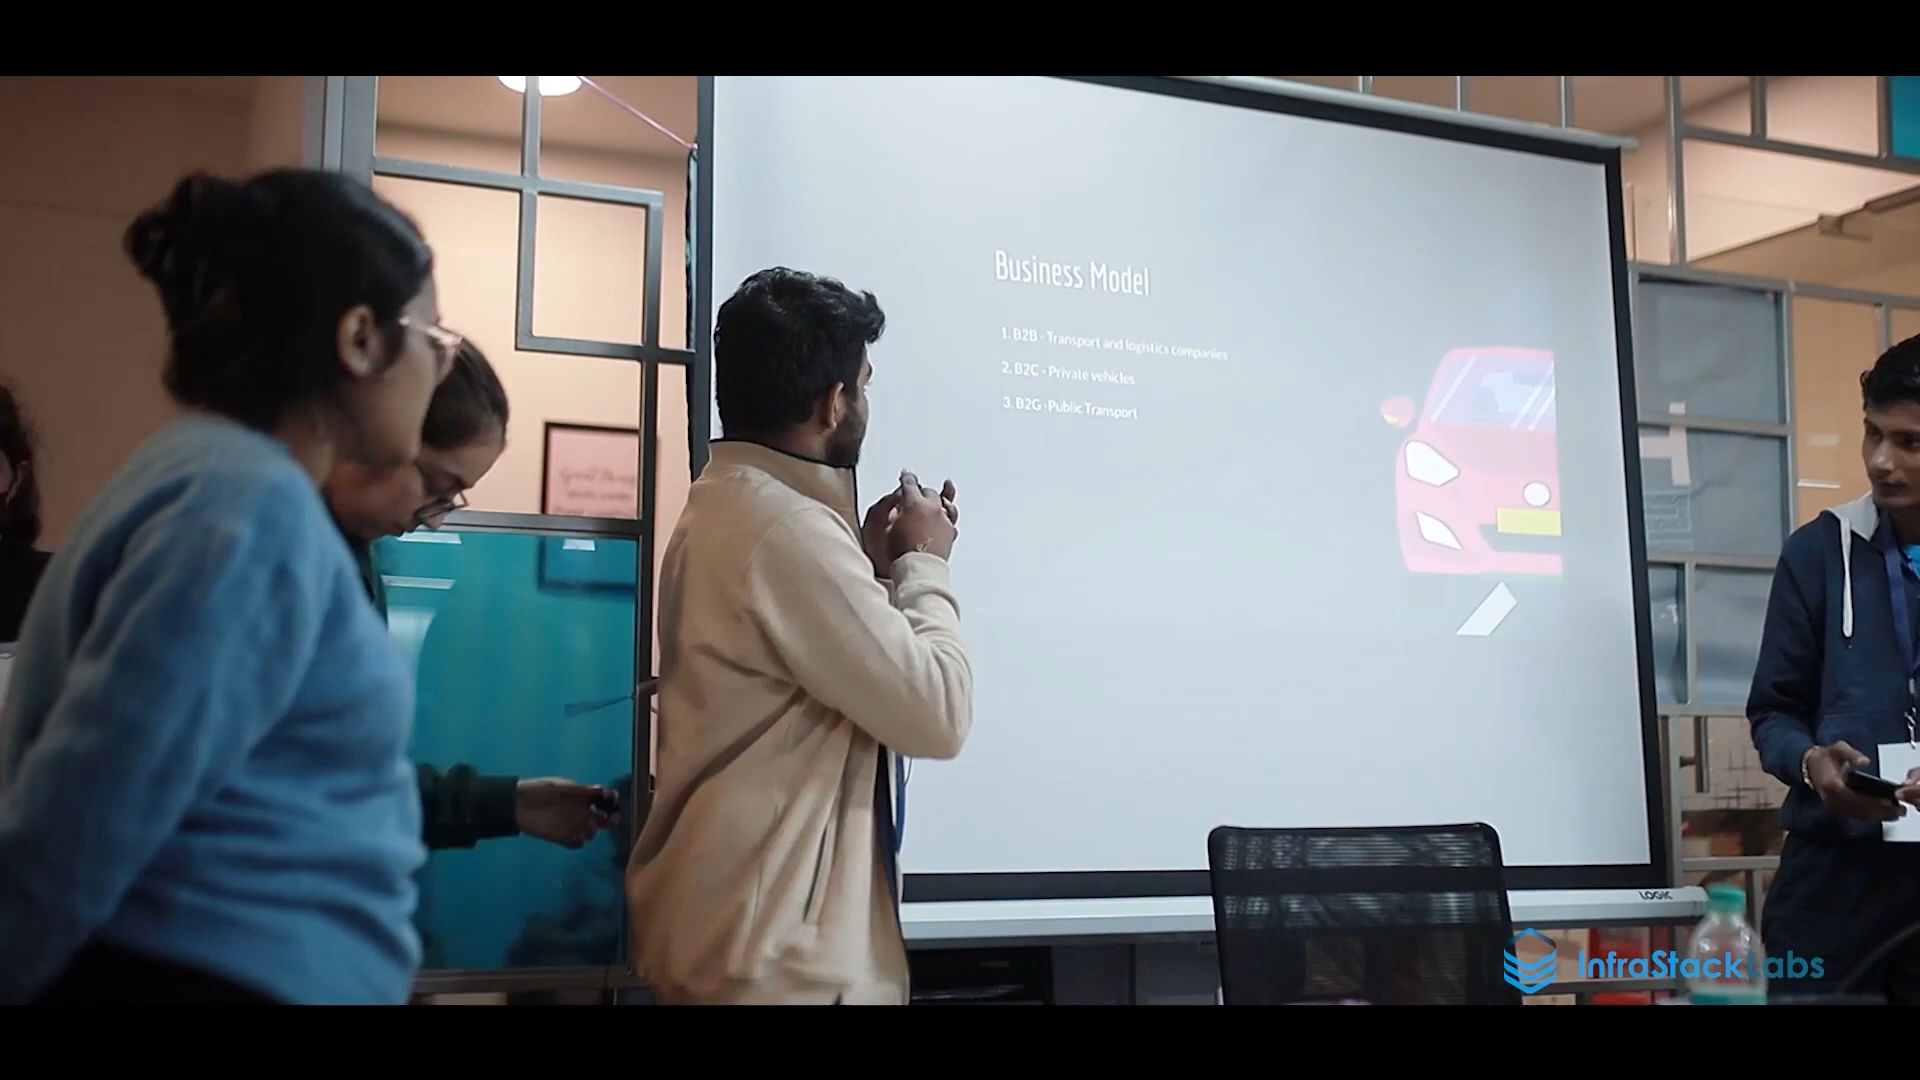 Business Model
1. B2B - Transport and logistics companies
2. B2C - Private vehicles
3. B2G -Public Transport
LOGIC
InfraStackLabs